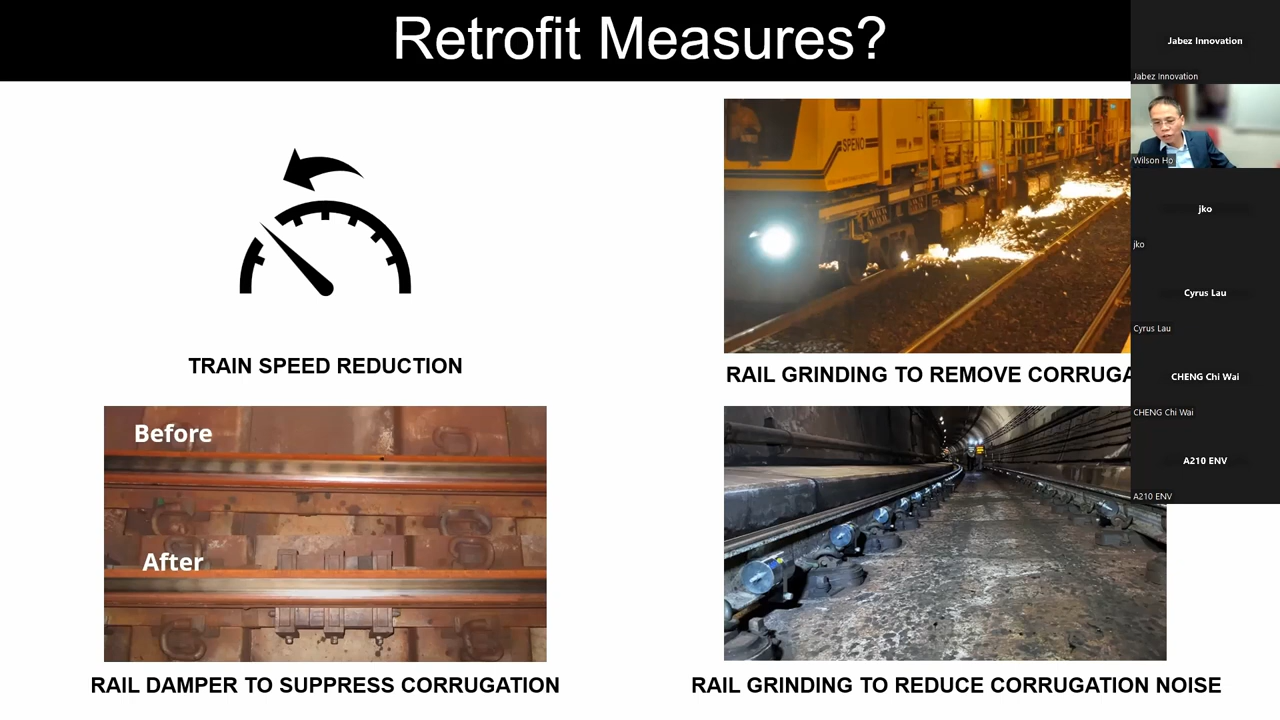 Retrofit Measures?
Jabez Innovation
Jabez Innovation
SPENO
Wilson Ho
jko
jko
TRAIN SPEED REDUCTION
RAIL GRINDING TO REMOVE CORRUGA
Cyrus Lau
Cyrus Lau
CHENG Chi Wai
CHENG Chi Wai
Before
After
A210 ENV
A210 ENV
RAIL DAMPER TO SUPPRESS CORRUGATION
RAIL GRINDING TO REDUCE CORRUGATION NOISE